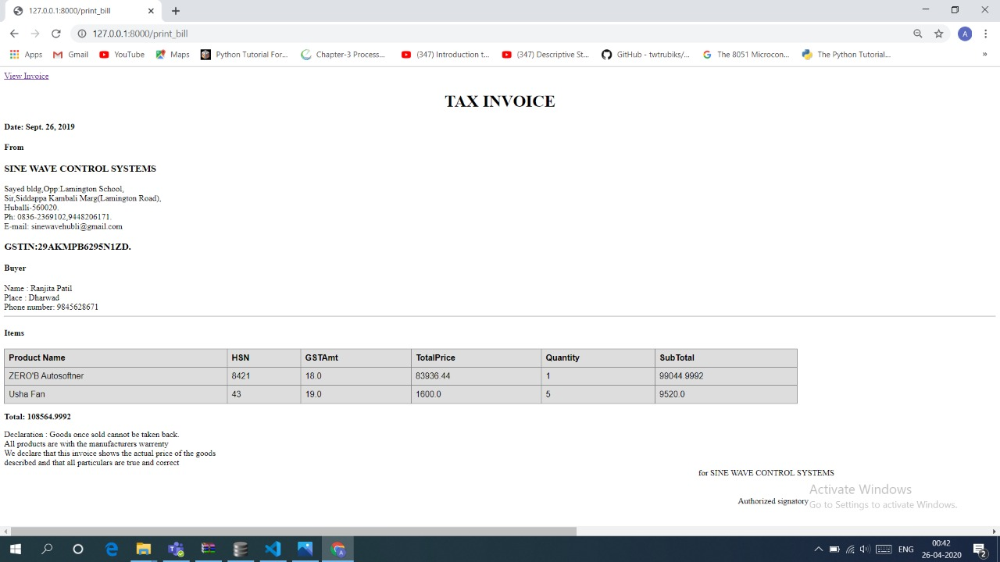 127.0.0.1:8000/print_bill
127.0.0.1:8000/print_bill
A
Apps Gmail YouTube Maps Python Tutorial For... Chapter-3 Process... (347) Introduction t... (347) Descriptive St... GitHub - twtrubiks/... The 8051 Microcon... The Python Tutorial... »
View Invoice
TAX INVOICE
Date: Sept. 26, 2019
From
SINE WAVE CONTROL SYSTEMS
Sayed bldg,Opp:Lamington School,
Sir,Siddappa Kambali Marg(Lamington Road),
Huballi-560020.
Ph: 0836-2369102,9448206171.
E-mail: sinewavehubli@gmail.com
GSTIN:29AKMPB6295N1ZD.
Buyer
Name : Ranjita Patil
Place : Dharwad
Phone number: 9845628671
Items
Product Name HSN GSTAmt TotalPrice Quantity SubTotal
ZERO'B Autosoftner 8421 18.0 83936.44 1 99044.9992
Usha Fan 43 19.0 1600.0 5 9520.0
Total: 108564.9992
Declaration : Goods once sold cannot be taken back.
All products are with the manufacturers warrenty
We declare that this invoice shows the actual price of the goods
described and that all particulars are true and correct
for SINE WAVE CONTROL SYSTEMS
Activate Windows
Authorized signatory
Go to Settings to activate Windows.
ENG
00:42
26-04-2020
2